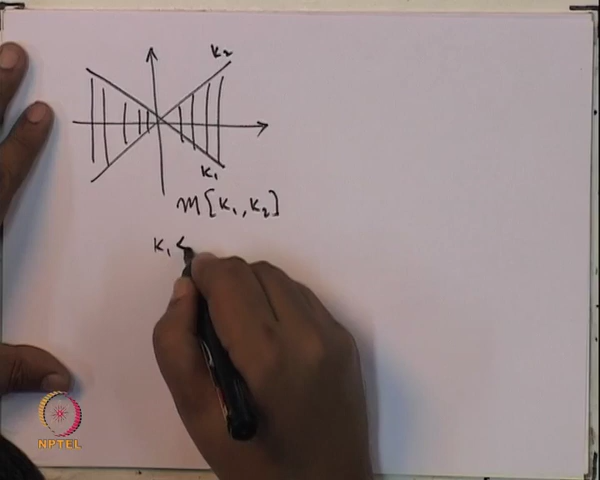 K₂
K₁
M[K₁, K₂]
K₁ <
NPTEL